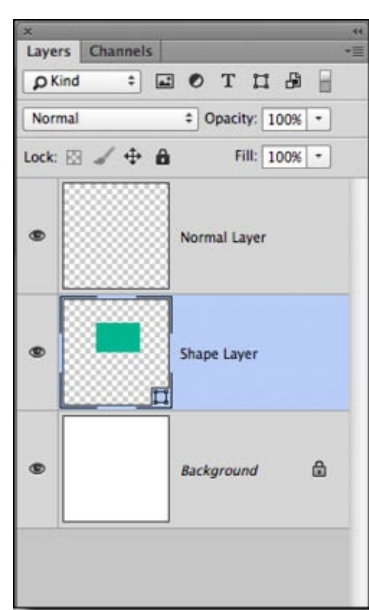 Layers Channels
Kind T
Normal Opacity: 100%
Lock: Fill: 100%
Normal Layer
Shape Layer
Background